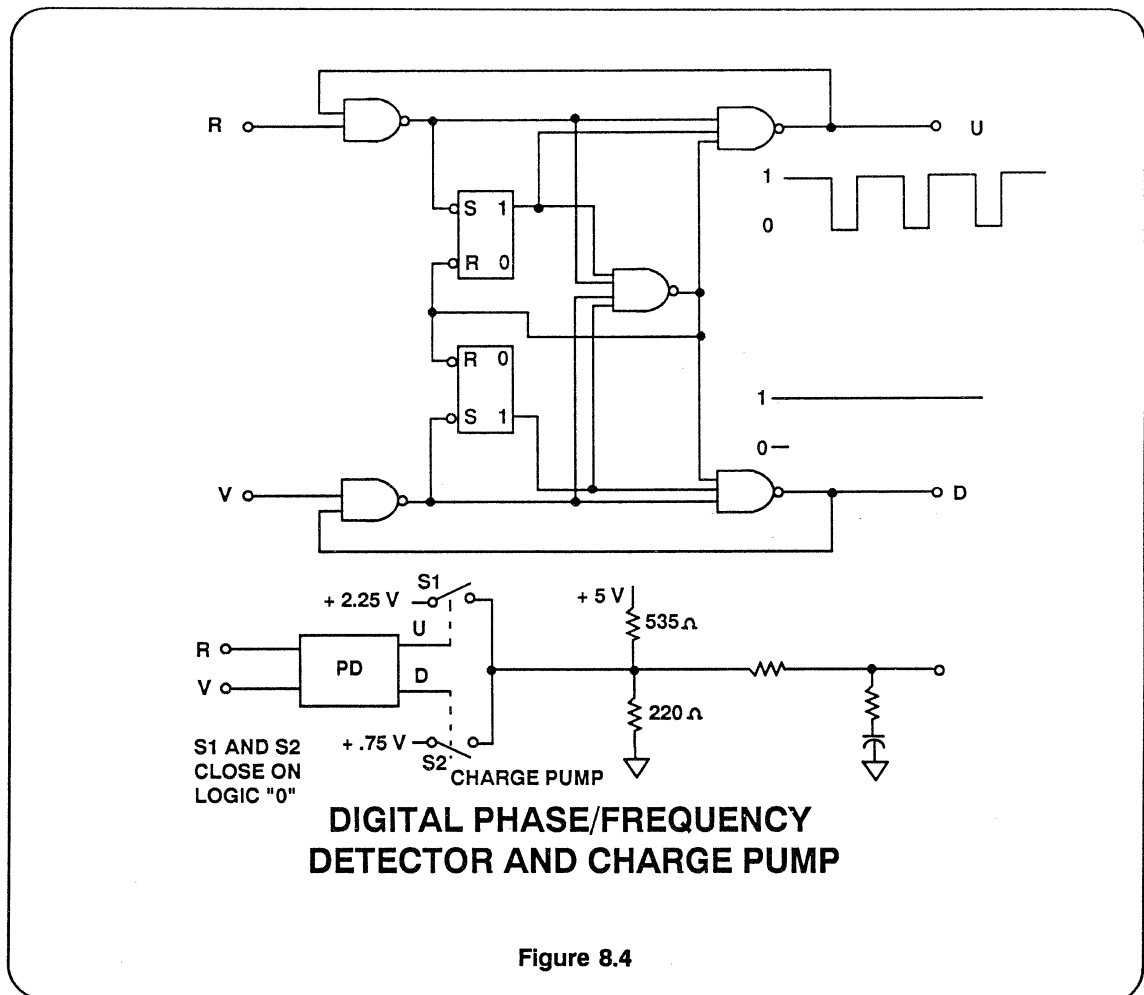 R
U
1
0
S 1
R 0
R 0
S 1
1
0
V
D
S1
+ 2.25 V
+ 5 V
535Ω
U
R
PD
D
V
220 Ω
+ .75 V
S2
S1 AND S2
CLOSE ON
LOGIC "0"
CHARGE PUMP
DIGITAL PHASE/FREQUENCY
DETECTOR AND CHARGE PUMP
Figure 8.4